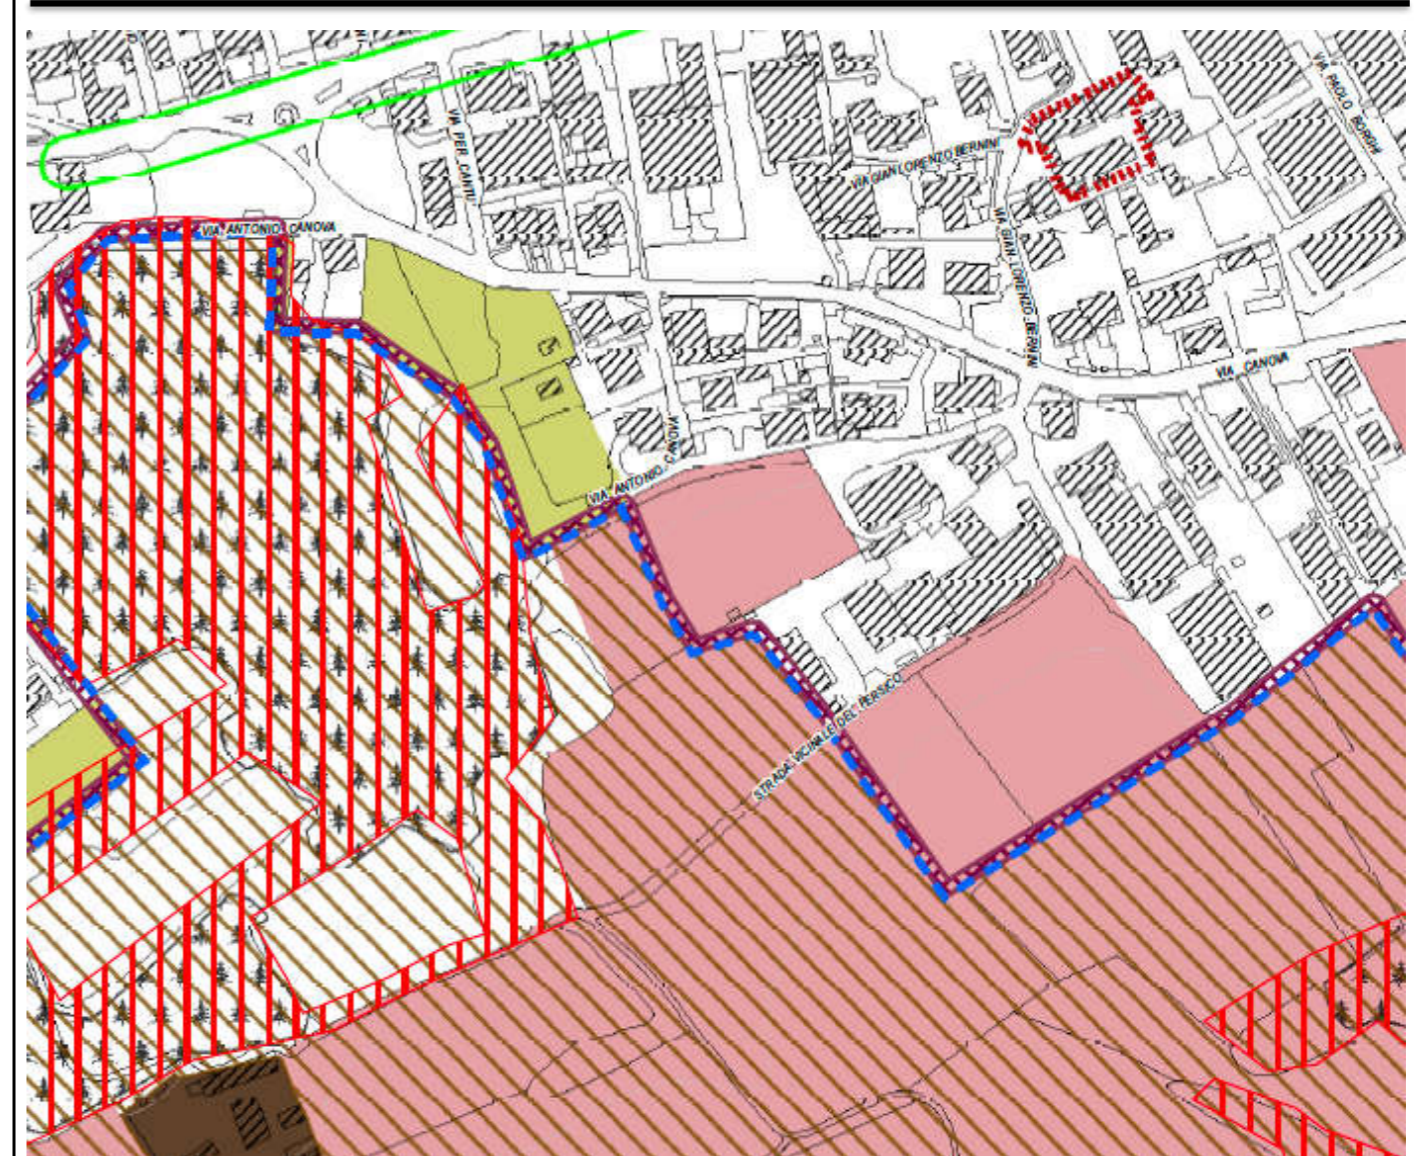 VIA PAOLO BORGHI
VIA PER CANTU'
VIA GIAN LORENZO BERNINI
VIA ANTONIO CANOVA
VIA GIAN LORENZO BERNINI
VIA CANOVA
VIA ANTONIO CANOVA
STRADA VICINALE DEL PERSICO